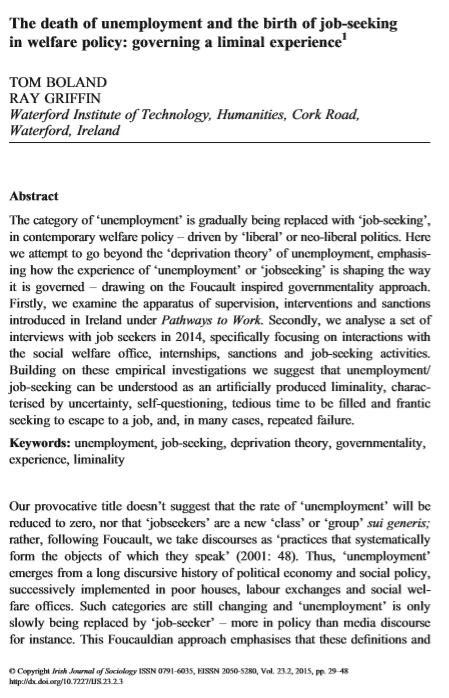 The death of unemployment and the birth of job-seeking
in welfare policy: governing a liminal experience1
TOM BOLAND
RAY GRIFFIN
Waterford Institute of Technology, Humanities, Cork Road,
Waterford, Ireland
Abstract
The category of ‘unemployment’ is gradually being replaced with ‘job-seeking’,
in contemporary welfare policy – driven by ‘liberal’ or neo-liberal politics. Here
we attempt to go beyond the ‘deprivation theory’ of unemployment, emphasis-
ing how the experience of ‘unemployment’ or ‘jobseeking’ is shaping the way
it is governed – drawing on the Foucault inspired governmentality approach.
Firstly, we examine the apparatus of supervision, interventions and sanctions
introduced in Ireland under Pathways to Work. Secondly, we analyse a set of
interviews with job seekers in 2014, specifically focusing on interactions with
the social welfare office, internships, sanctions and job-seeking activities.
Building on these empirical investigations we suggest that unemployment/
job-seeking can be understood as an artificially produced liminality, charac-
terised by uncertainty, self-questioning, tedious time to be filled and frantic
seeking to escape to a job, and, in many cases, repeated failure.
Keywords: unemployment, job-seeking, deprivation theory, governmentality,
experience, liminality
Our provocative title doesn’t suggest that the rate of ‘unemployment’ will be
reduced to zero, nor that ‘jobseekers’ are a new ‘class’ or ‘group’ sui generis;
rather, following Foucault, we take discourses as ‘practices that systematically
form the objects of which they speak’ (2001: 48). Thus, ‘unemployment’
emerges from a long discursive history of political economy and social policy,
successively implemented in poor houses, labour exchanges and social wel-
fare offices. Such categories are still changing and ‘unemployment’ is only
slowly being replaced by ‘job-seeker’ – more in policy than media discourse
for instance. This Foucauldian approach emphasises that these definitions and
© Copyright Irish Journal of Sociology ISSN 0791-6035, EISSN 2050-5280, Vol. 23.2, 2015, pp. 29–48
http://dx.doi.org/10.7227/IJS.23.2.3